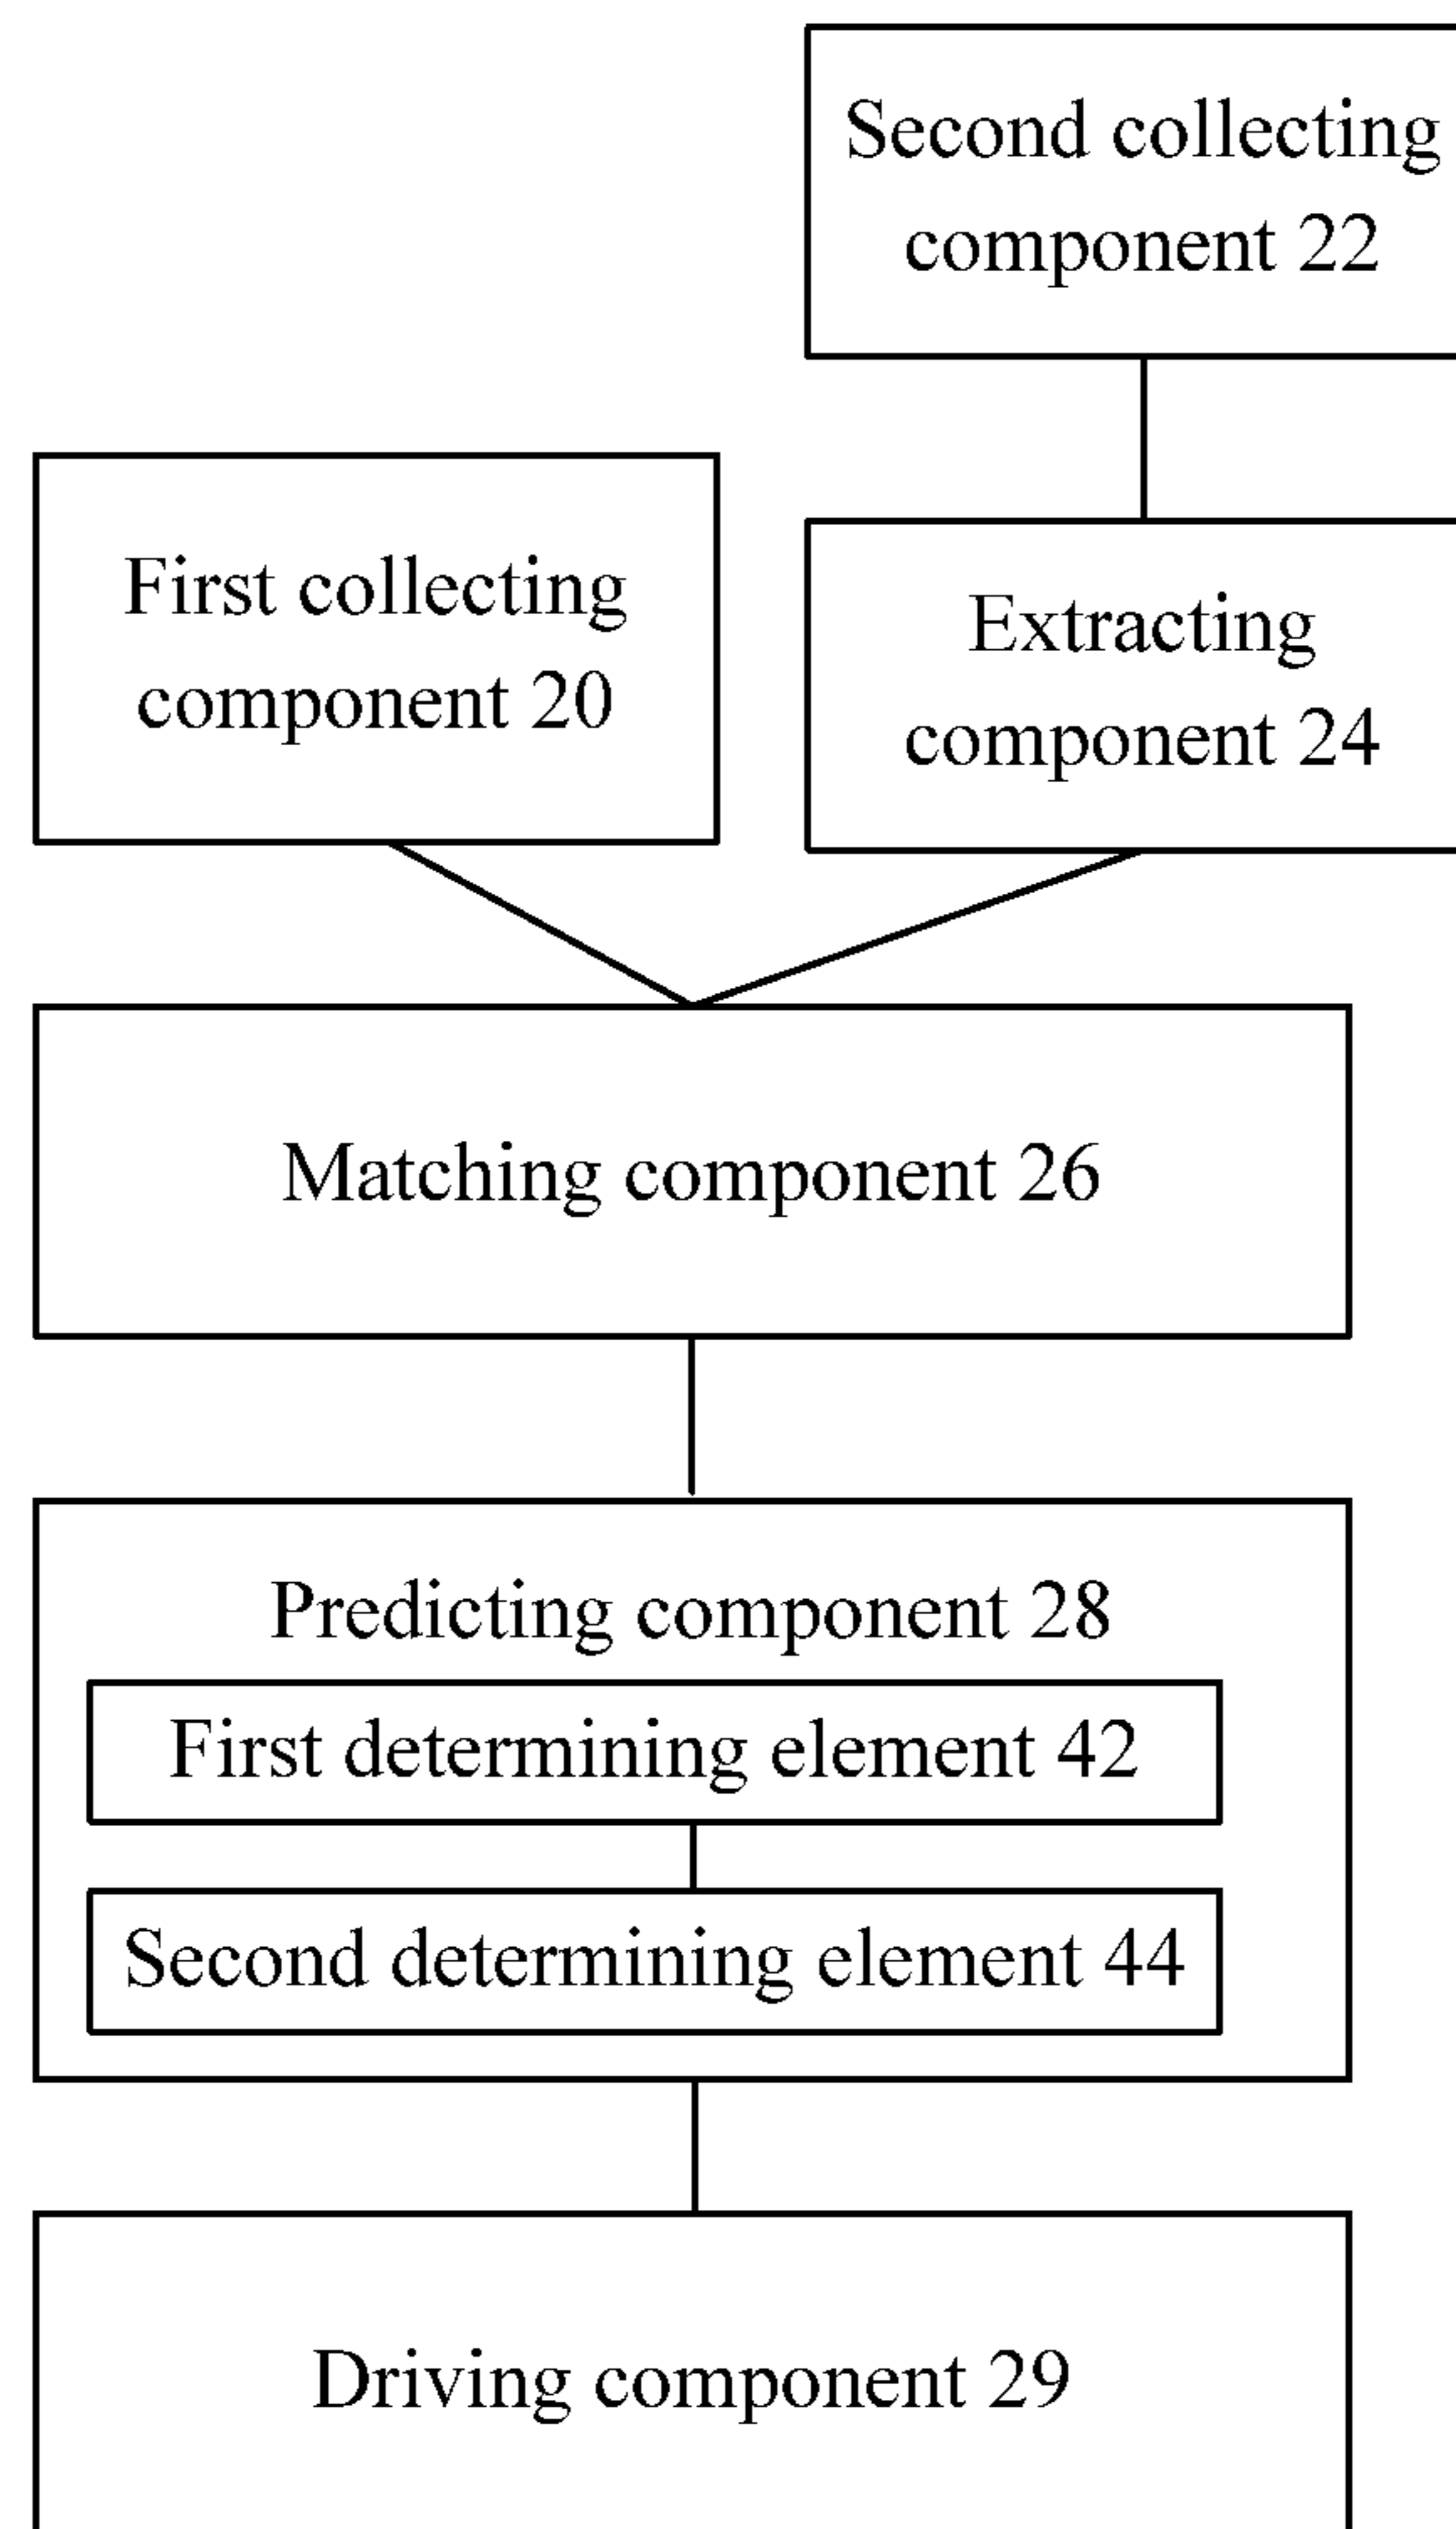 Second collecting
component 22
First collecting
component 20
Extracting
component 24
Matching component 26
Predicting component 28
First determining element 42
Second determining element 44
Driving component 29